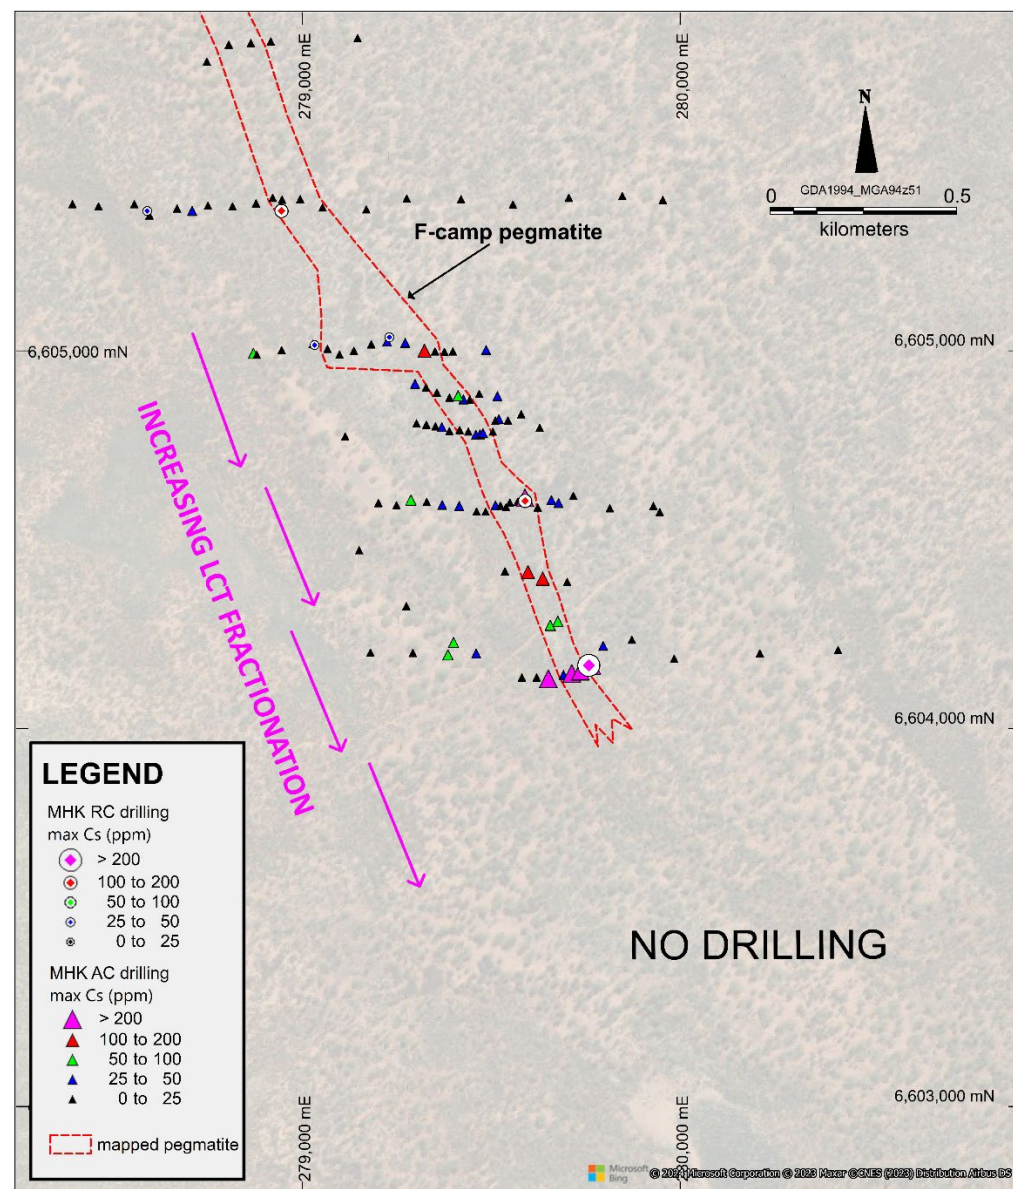 279,000 mE
280,000 mE
N
GDA1994_MGA94z51
0 0.5
kilometers
F-camp pegmatite
6,605,000 mN
6,605,000 mN
INCREASING LCT FRACTIONATION
6,604,000 mN
LEGEND
MHK RC drilling
max Cs (ppm)
> 200
100 to 200
50 to 100
25 to 50
0 to 25
MHK AC drilling
max Cs (ppm)
> 200
100 to 200
50 to 100
25 to 50
0 to 25
mapped pegmatite
NO DRILLING
6,603,000 mN
279,000 mE
280,000 mE
Microsoft
Bing
© 2024 Microsoft Corporation © 2023 Maxar ©CNES (2023) Distribution Airbus DS